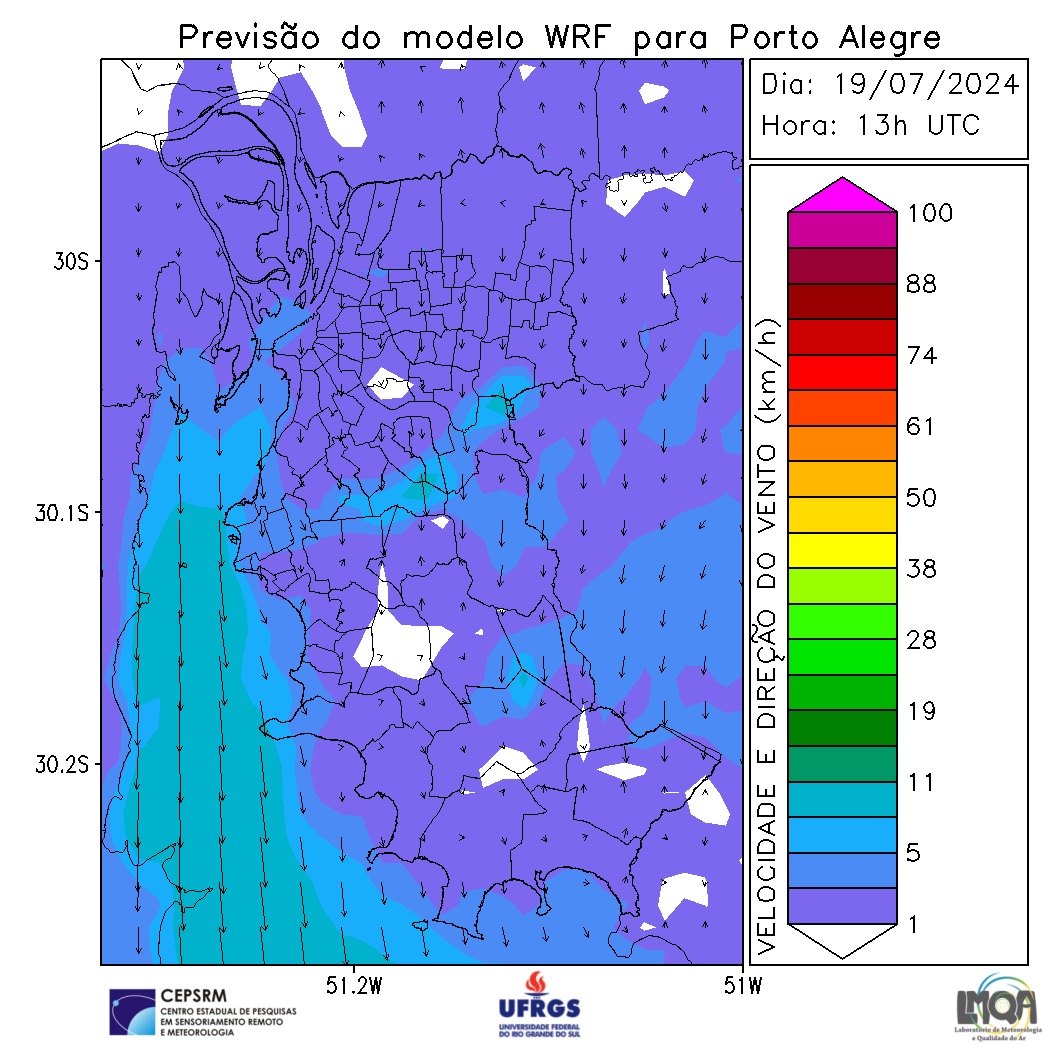 Previsão do modelo WRF para Porto Alegre
Dia: 19/07/2024
Hora: 13h UTC
30S
30.1S
30.2S
51.2W
51W
VELOCIDADE E DIREÇÃO DO VENTO (km/h)
100
88
74
61
50
38
28
19
11
5
1
CEPSRM
CENTRO ESTADUAL DE PESQUISAS
EM SENSORIAMENTO REMOTO
E METEOROLOGIA
UFRGS
UNIVERSIDADE FEDERAL
DO RIO GRANDE DO SUL
LMQA
Laboratório de Meteorologia
e Qualidade do Ar